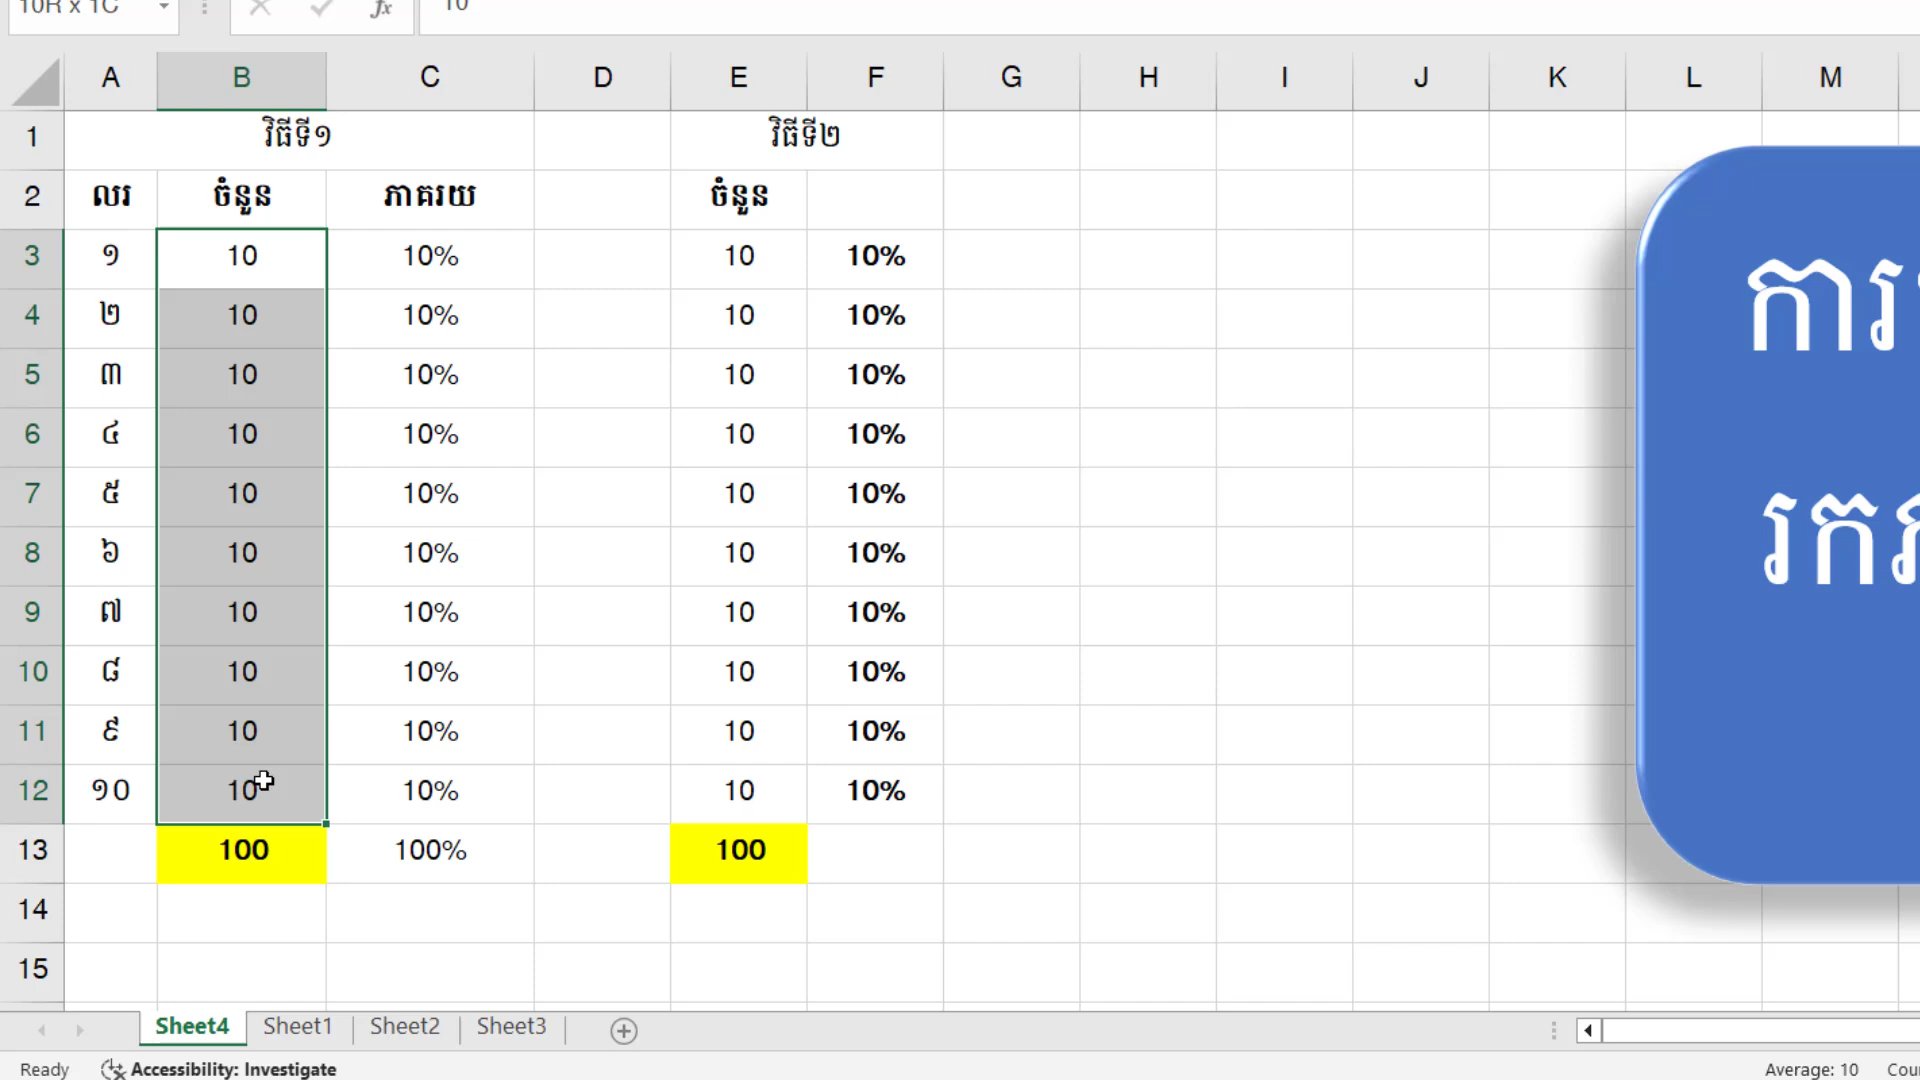 10R x 1C 10
A B C D E F G H I J K L M
1 វិធីទី១ វិធីទី២
2 លរ ចំនួន ភាគរយ ចំនួន
3 ១ 10 10% 10 10%
4 ២ 10 10% 10 10%
5 ៣ 10 10% 10 10%
6 ៤ 10 10% 10 10%
7 ៥ 10 10% 10 10%
8 ៦ 10 10% 10 10%
9 ៧ 10 10% 10 10%
10 ៨ 10 10% 10 10%
11 ៩ 10 10% 10 10%
12 ១០ 10 10% 10 10%
13 100 100% 100
14
15
ការ
រក
Sheet4 Sheet1 Sheet2 Sheet3
Ready Accessibility: Investigate Average: 10